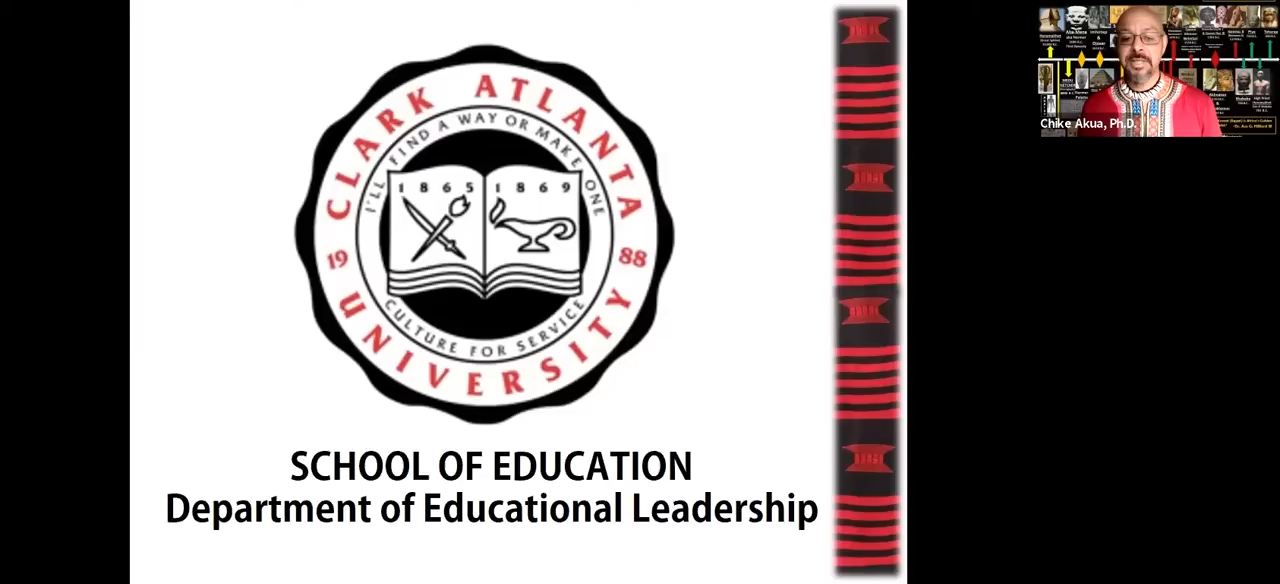 CLARK ATLANTA
I'LL FIND A WAY OR MAKE ONE
1865 1869
19 88
CULTURE FOR SERVICE
UNIVERSITY
SCHOOL OF EDUCATION
Department of Educational Leadership
Chike Akua, Ph.D.